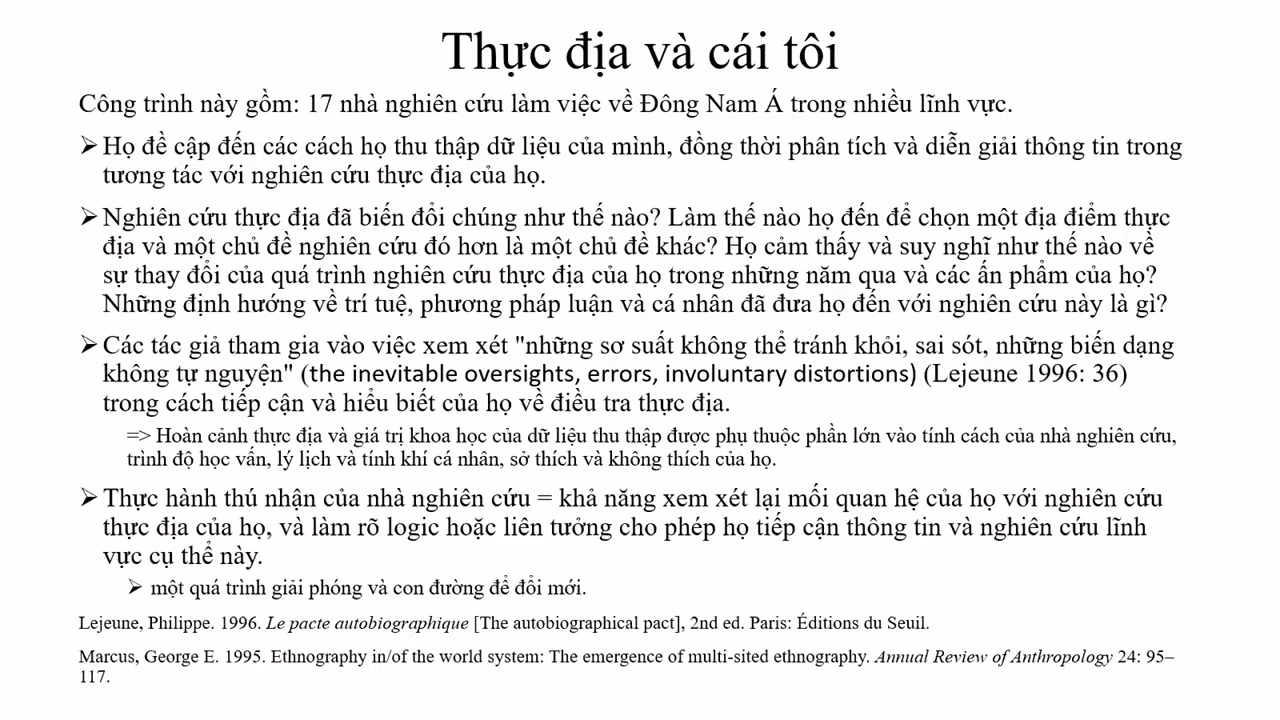 Thực địa và cái tôi
Công trình này gồm: 17 nhà nghiên cứu làm việc về Đông Nam Á trong nhiều lĩnh vực.
➢ Họ đề cập đến các cách họ thu thập dữ liệu của mình, đồng thời phân tích và diễn giải thông tin trong
tương tác với nghiên cứu thực địa của họ.
➢ Nghiên cứu thực địa đã biến đổi chúng như thế nào? Làm thế nào họ đến để chọn một địa điểm thực
địa và một chủ đề nghiên cứu đó hơn là một chủ đề khác? Họ cảm thấy và suy nghĩ như thế nào về
sự thay đổi của quá trình nghiên cứu thực địa của họ trong những năm qua và các ấn phẩm của họ?
Những định hướng về trí tuệ, phương pháp luận và cá nhân đã đưa họ đến với nghiên cứu này là gì?
➢ Các tác giả tham gia vào việc xem xét "những sơ suất không thể tránh khỏi, sai sót, những biến dạng
không tự nguyện" (the inevitable oversights, errors, involuntary distortions) (Lejeune 1996: 36)
trong cách tiếp cận và hiểu biết của họ về điều tra thực địa.
=> Hoàn cảnh thực địa và giá trị khoa học của dữ liệu thu thập được phụ thuộc phần lớn vào tính cách của nhà nghiên cứu,
trình độ học vấn, lý lịch và tính khí cá nhân, sở thích và không thích của họ.
➢ Thực hành thú nhận của nhà nghiên cứu = khả năng xem xét lại mối quan hệ của họ với nghiên cứu
thực địa của họ, và làm rõ logic hoặc liên tưởng cho phép họ tiếp cận thông tin và nghiên cứu lĩnh
vực cụ thể này.
➢ một quá trình giải phóng và con đường để đổi mới.
Lejeune, Philippe. 1996. Le pacte autobiographique [The autobiographical pact], 2nd ed. Paris: Éditions du Seuil.
Marcus, George E. 1995. Ethnography in/of the world system: The emergence of multi-sited ethnography. Annual Review of Anthropology 24: 95–
117.